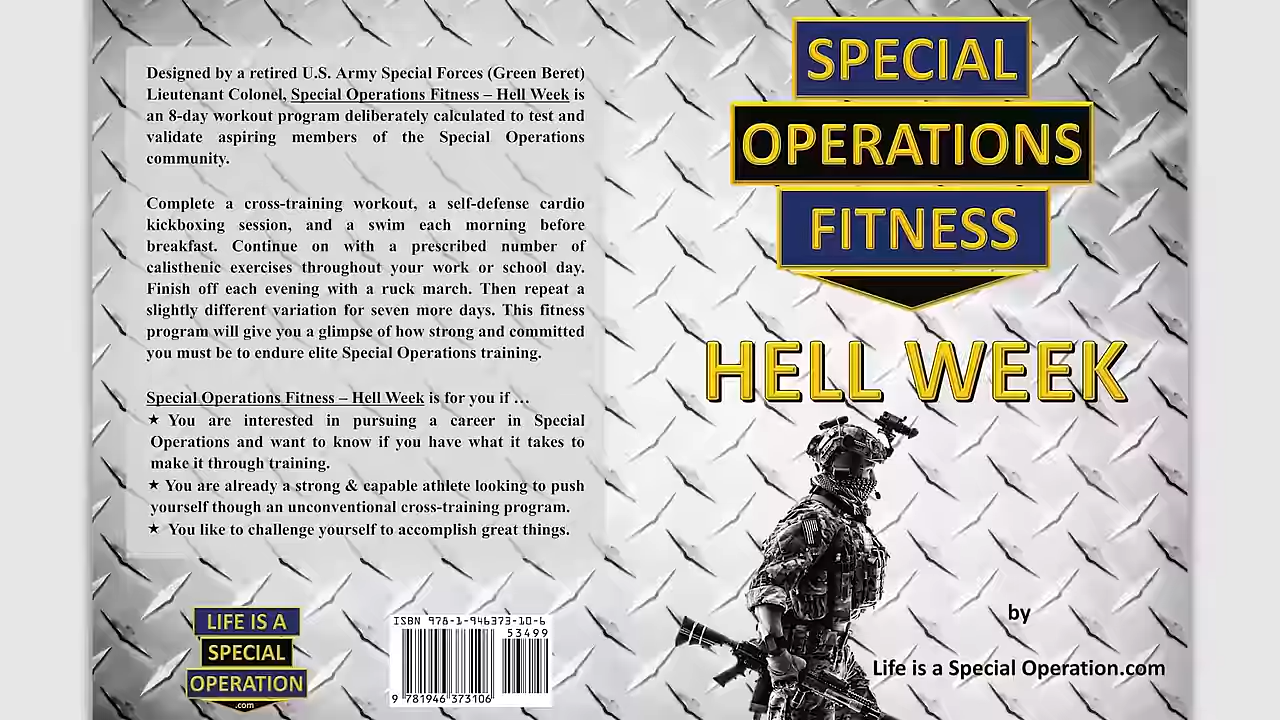 Designed by a retired U.S. Army Special Forces (Green Beret)
Lieutenant Colonel, Special Operations Fitness – Hell Week is
an 8-day workout program deliberately calculated to test and
validate aspiring members of the Special Operations
community.
Complete a cross-training workout, a self-defense cardio
kickboxing session, and a swim each morning before
breakfast. Continue on with a prescribed number of
calisthenic exercises throughout your work or school day.
Finish off each evening with a ruck march. Then repeat a
slightly different variation for seven more days. This fitness
program will give you a glimpse of how strong and committed
you must be to endure elite Special Operations training.
Special Operations Fitness – Hell Week is for you if …
★ You are interested in pursuing a career in Special
Operations and want to know if you have what it takes to
make it through training.
★ You are already a strong & capable athlete looking to push
yourself though an unconventional cross-training program.
★ You like to challenge yourself to accomplish great things.
LIFE IS A
SPECIAL
OPERATION
.com
ISBN 978-1-946373-10-6
53499
9 781946 373106
SPECIAL
OPERATIONS
FITNESS
HELL WEEK
by
Life is a Special Operation.com